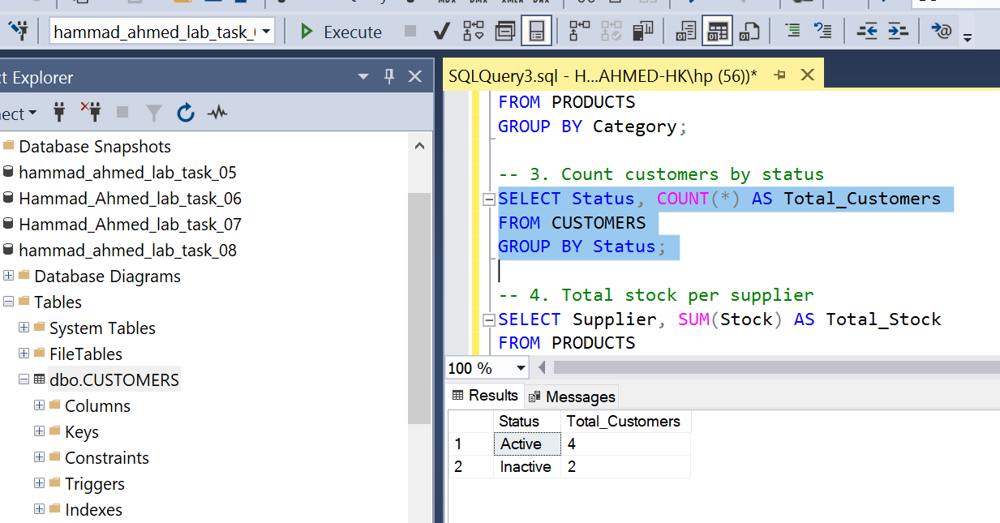 hammad_ahmed_lab_task_(
Execute
t Explorer
nect
Database Snapshots
hammad_ahmed_lab_task_05
Hammad_Ahmed_lab_task_06
Hammad_Ahmed_lab_task_07
hammad_ahmed_lab_task_08
Database Diagrams
Tables
System Tables
FileTables
dbo.CUSTOMERS
Columns
Keys
Constraints
Triggers
Indexes
SQLQuery3.sql - H...AHMED-HK\hp (56))*
FROM PRODUCTS
GROUP BY Category;
-- 3. Count customers by status
SELECT Status, COUNT(*) AS Total_Customers
FROM CUSTOMERS
GROUP BY Status;
-- 4. Total stock per supplier
SELECT Supplier, SUM(Stock) AS Total_Stock
FROM PRODUCTS
100 %
Results Messages
Status Total_Customers
1 Active 4
2 Inactive 2